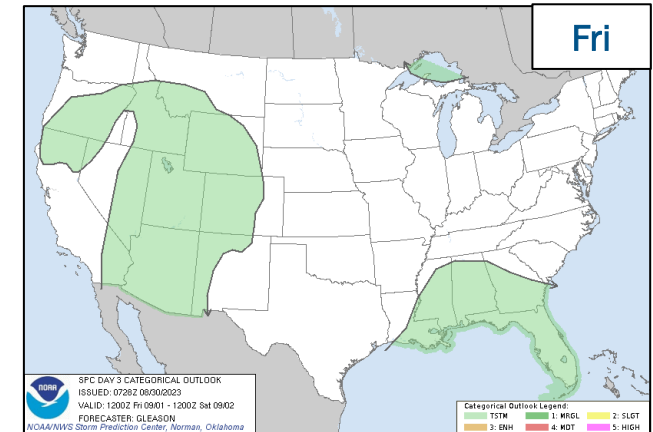 Fri
SPC DAY 3 CATEGORICAL OUTLOOK
ISSUED: 0728Z 08/30/2023
VALID: 1200Z Fri 09/01 - 1200Z Sat 09/02
FORECASTER: GLEASON
NOAA/NWS Storm Prediction Center, Norman, Oklahoma
NOAA
Categorical Outlook Legend:
TSTM 1: MRGL 2: SLGT
3: ENH 4: MDT 5: HIGH